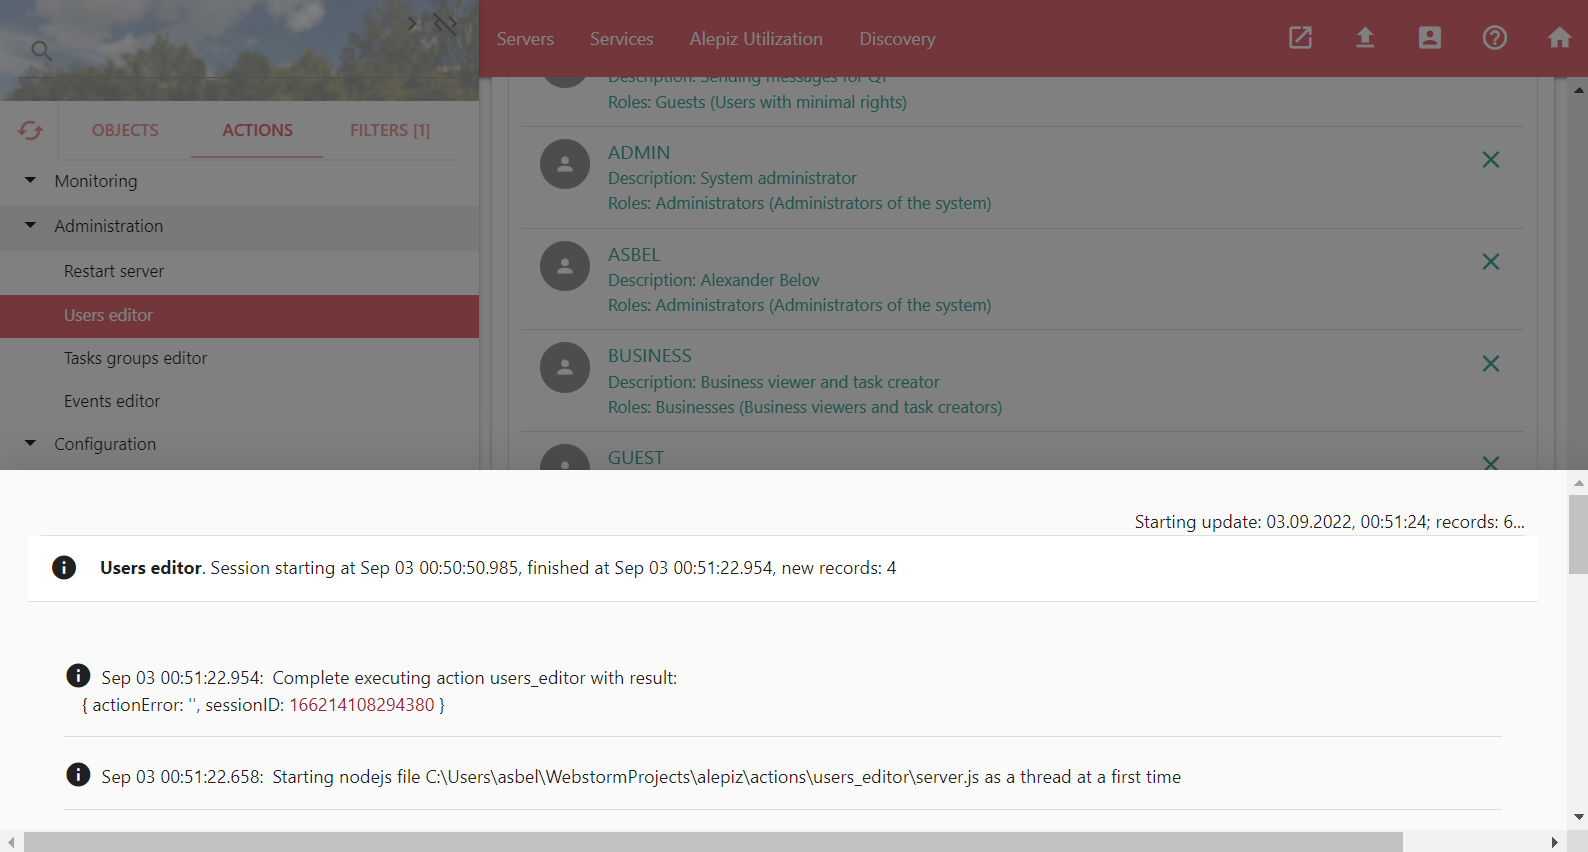 Servers
Services
Alepiz Utilization
Discovery
OBJECTS
ACTIONS
FILTERS [1]
Monitoring
Administration
Restart server
Users editor
Tasks groups editor
Events editor
Configuration
Description: Sending messages for QT
Roles: Guests (Users with minimal rights)
ADMIN
Description: System administrator
Roles: Administrators (Administrators of the system)
ASBEL
Description: Alexander Belov
Roles: Administrators (Administrators of the system)
BUSINESS
Description: Business viewer and task creator
Roles: Businesses (Business viewers and task creators)
GUEST
Starting update: 03.09.2022, 00:51:24; records: 6...
Users editor. Session starting at Sep 03 00:50:50.985, finished at Sep 03 00:51:22.954, new records: 4
Sep 03 00:51:22.954: Complete executing action users_editor with result:
{ actionError: '', sessionID: 166214108294380 }
Sep 03 00:51:22.658: Starting nodejs file C:\Users\asbel\WebstormProjects\alepiz\actions\users_editor\server.js as a thread at a first time